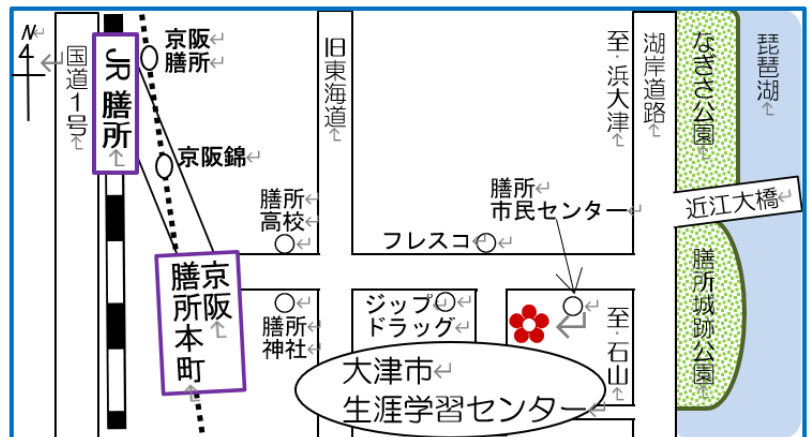 N
国道1号
JR膳所
京阪
膳所
京阪錦
旧東海道
至 浜大津
湖岸道路
なぎさ公園
琵琶湖
膳所
高校
フレスコ
膳所
市民センター
近江大橋
京阪
膳所本町
膳所
神社
ジップ
ドラッグ
至 石山
膳所城跡公園
大津市
生涯学習センター